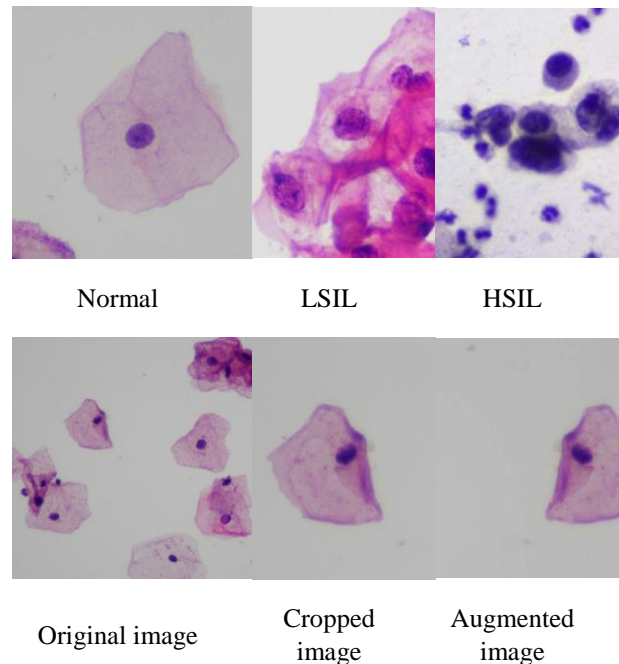 Normal
LSIL
HSIL
Original image
Cropped
image
Augmented
image